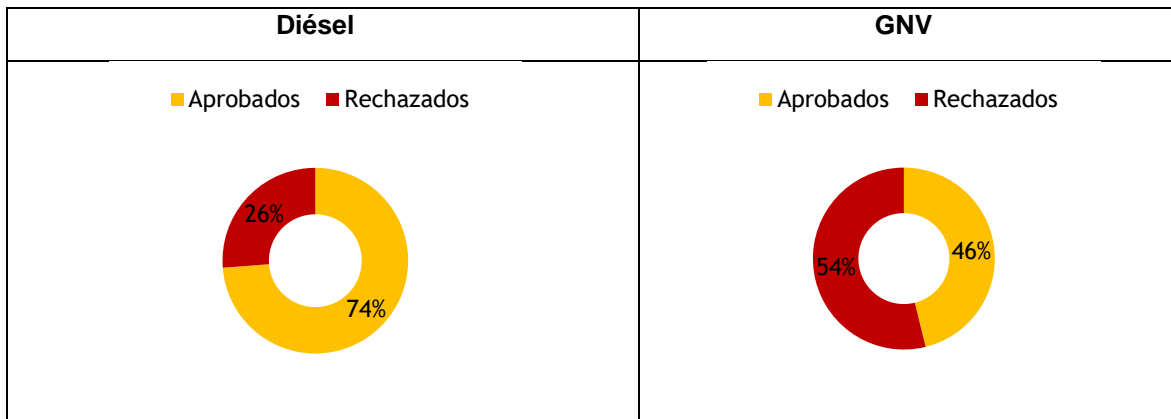 Diésel
GNV
Aprobados Rechazados
26%
74%
Aprobados Rechazados
54%
46%